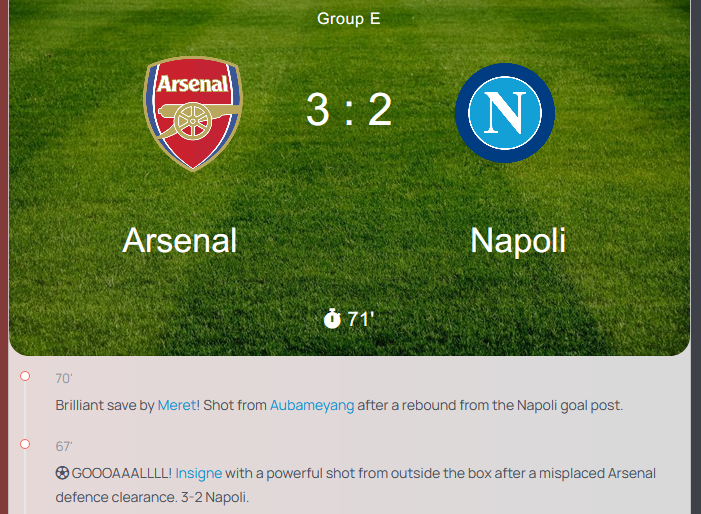 Group E
Arsenal
3 : 2
N
Arsenal
Napoli
71'
70'
Brilliant save by Meret! Shot from Aubameyang after a rebound from the Napoli goal post.
67'
GOOOAAALLLL! Insigne with a powerful shot from outside the box after a misplaced Arsenal
defence clearance. 3-2 Napoli.